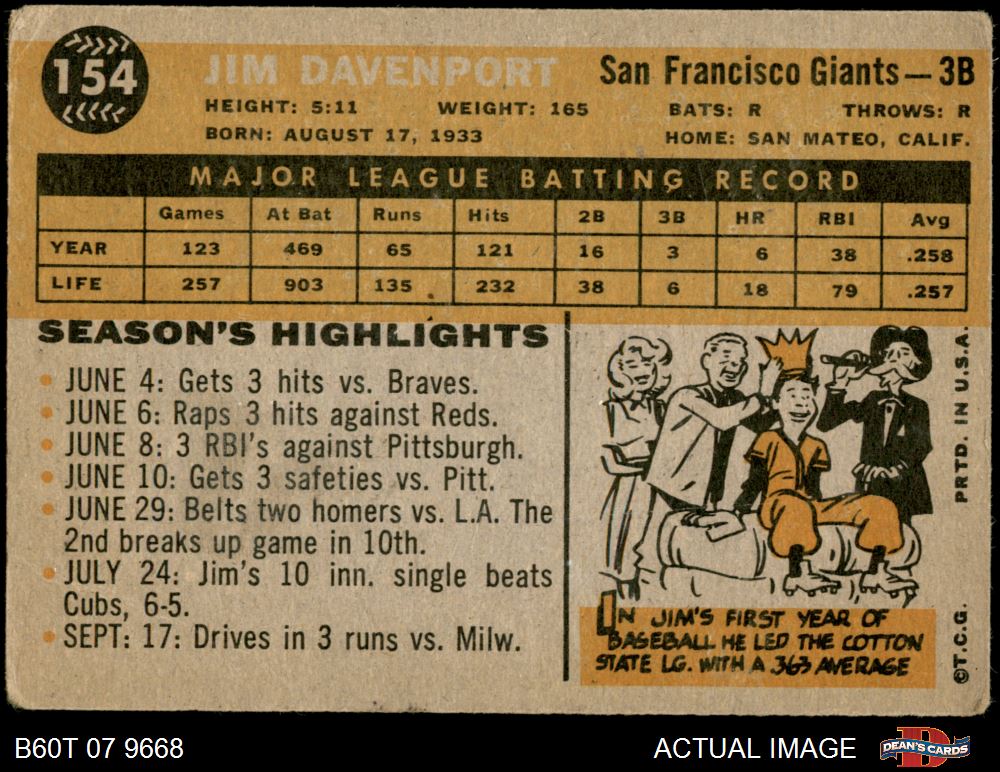 154
JIM DAVENPORT
San Francisco Giants—3B
HEIGHT: 5:11 WEIGHT: 165 BATS: R THROWS: R
BORN: AUGUST 17, 1933 HOME: SAN MATEO, CALIF.
MAJOR LEAGUE BATTING RECORD
Games At Bat Runs Hits 2B 3B HR RBI Avg
YEAR 123 469 65 121 16 3 6 38 .258
LIFE 257 903 135 232 38 6 18 79 .257
SEASON'S HIGHLIGHTS
• JUNE 4: Gets 3 hits vs. Braves.
• JUNE 6: Raps 3 hits against Reds.
• JUNE 8: 3 RBI's against Pittsburgh.
• JUNE 10: Gets 3 safeties vs. Pitt.
• JUNE 29: Belts two homers vs. L.A. The
2nd breaks up game in 10th.
• JULY 24: Jim's 10 inn. single beats
Cubs, 6-5.
• SEPT: 17: Drives in 3 runs vs. Milw.
IN JIM'S FIRST YEAR OF
BASEBALL HE LED THE COTTON
STATE LG. WITH A .363 AVERAGE
©T.C.G. PRTD. IN U.S.A.
B60T 07 9668
ACTUAL IMAGE
D
DEAN'S CARDS